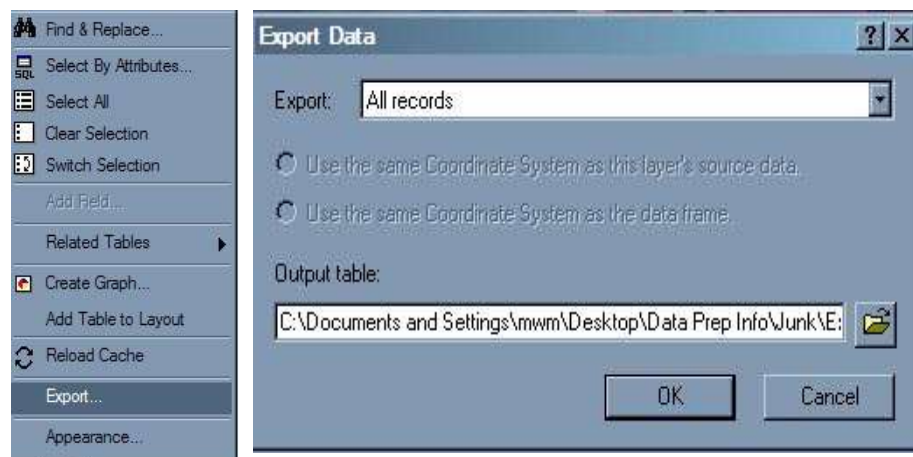 Find & Replace...
SQL
Select By Attributes...
Select All
Clear Selection
Switch Selection
Add Field...
Related Tables
Create Graph...
Add Table to Layout
Reload Cache
Export...
Appearance...
Export Data
?
Export: All records
Use the same Coordinate System as this layer's source data.
Use the same Coordinate System as the data frame.
Output table:
C:\Documents and Settings\mwm\Desktop\Data Prep Info\Junk\E:
OK Cancel